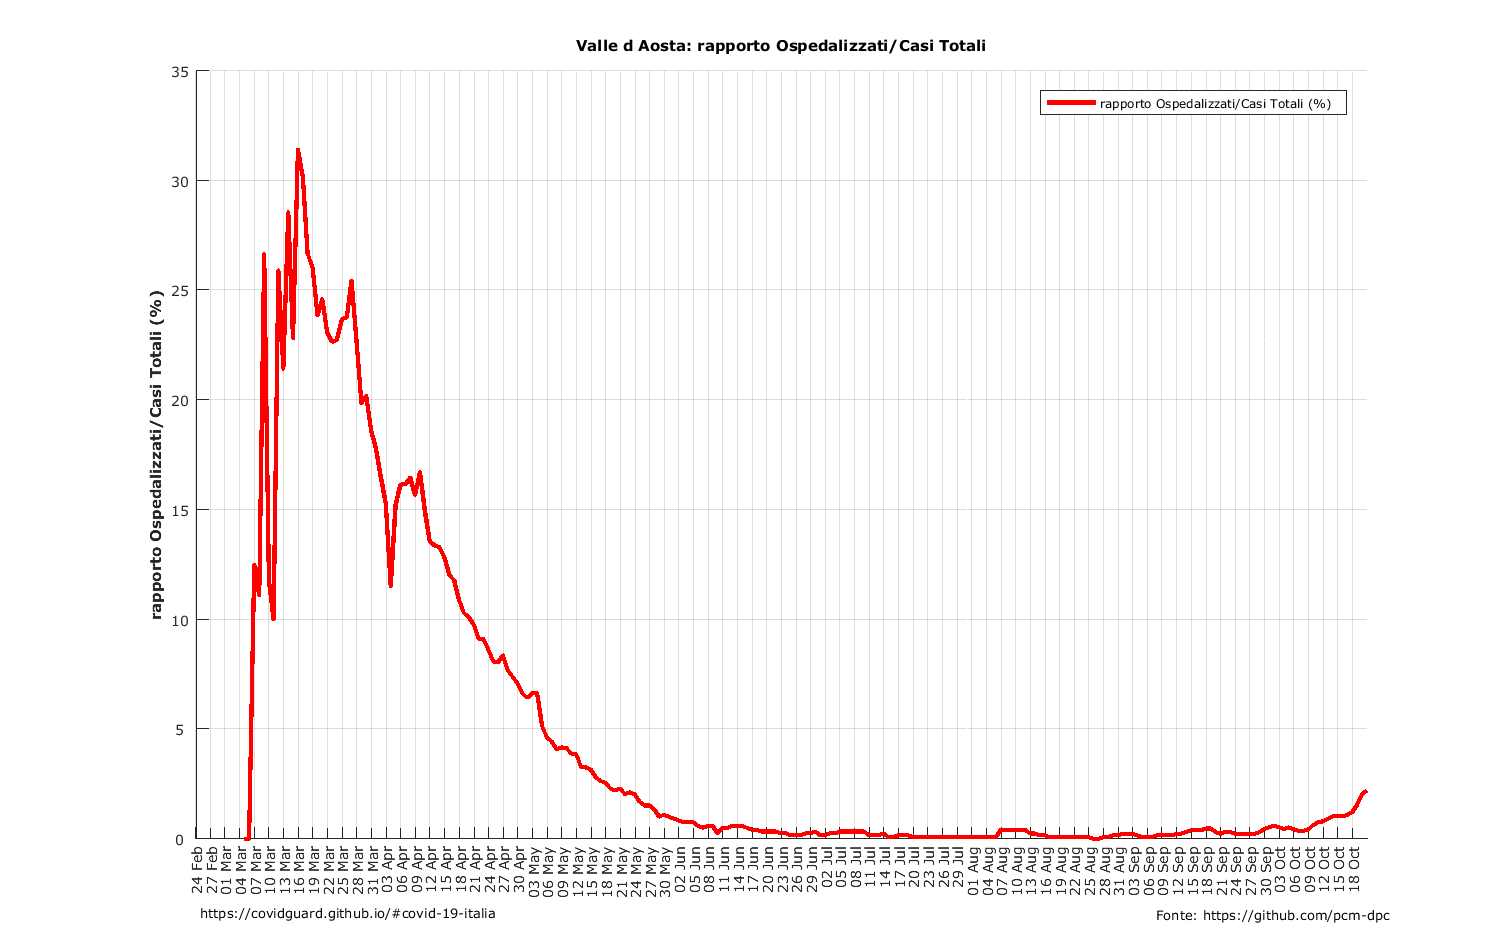 Valle d Aosta: rapporto Ospedalizzati/Casi Totali
rapporto Ospedalizzati/Casi Totali (%)
rapporto Ospedalizzati/Casi Totali (%)
35
30
25
20
15
10
5
0
24 Feb
27 Feb
01 Mar
04 Mar
07 Mar
10 Mar
13 Mar
16 Mar
19 Mar
22 Mar
25 Mar
28 Mar
31 Mar
03 Apr
06 Apr
09 Apr
12 Apr
15 Apr
18 Apr
21 Apr
24 Apr
27 Apr
30 Apr
03 May
06 May
09 May
12 May
15 May
18 May
21 May
24 May
27 May
30 May
02 Jun
05 Jun
08 Jun
11 Jun
14 Jun
17 Jun
20 Jun
23 Jun
26 Jun
29 Jun
02 Jul
05 Jul
08 Jul
11 Jul
14 Jul
17 Jul
20 Jul
23 Jul
26 Jul
29 Jul
01 Aug
04 Aug
07 Aug
10 Aug
13 Aug
16 Aug
19 Aug
22 Aug
25 Aug
28 Aug
31 Aug
03 Sep
06 Sep
09 Sep
12 Sep
15 Sep
18 Sep
21 Sep
24 Sep
27 Sep
30 Sep
03 Oct
06 Oct
09 Oct
12 Oct
15 Oct
18 Oct
https://covidguard.github.io/#covid-19-italia
Fonte: https://github.com/pcm-dpc